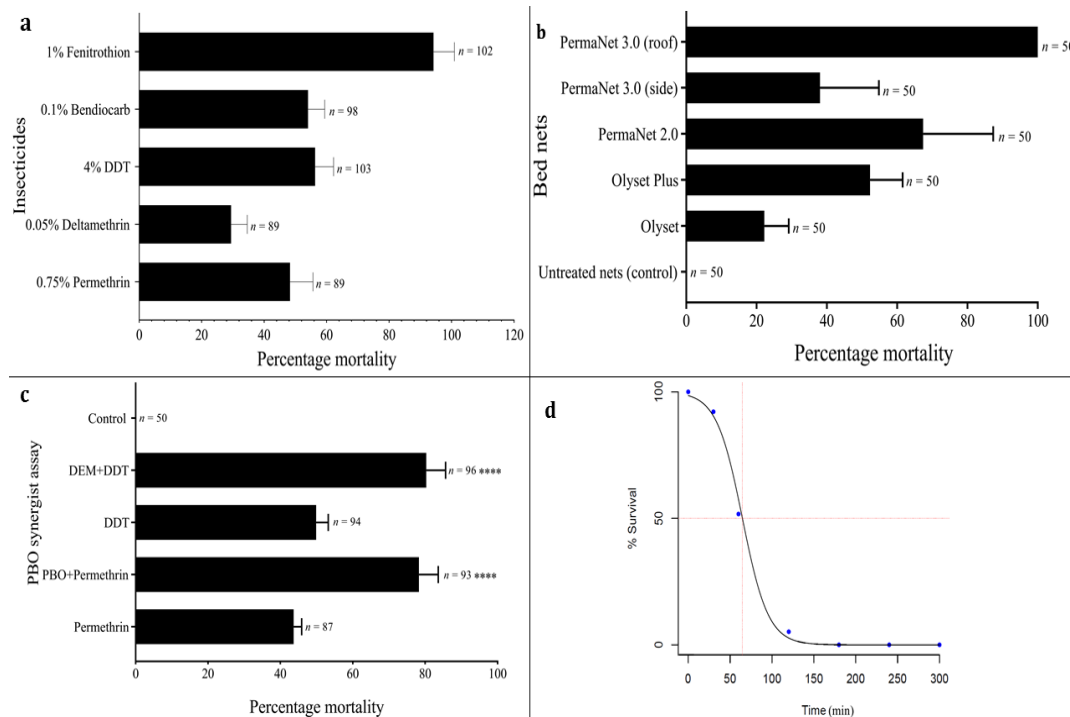 a
Insecticides
1% Fenitrothion
n = 102
0.1% Bendiocarb
n = 98
4% DDT
n = 103
0.05% Deltamethrin
n = 89
0.75% Permethrin
n = 89
0 20 40 60 80 100 120
Percentage mortality
b
Bed nets
PermaNet 3.0 (roof)
n = 50
PermaNet 3.0 (side)
n = 50
PermaNet 2.0
n = 50
Olyset Plus
n = 50
Olyset
n = 50
Untreated nets (control)
n = 50
0 20 40 60 80 100
Percentage mortality
c
PBO synergist assay
Control
n = 50
DEM+DDT
n = 96 ****
DDT
n = 94
PBO+Permethrin
n = 93 ****
Permethrin
n = 87
0 20 40 60 80 100
Percentage mortality
d
% Survival
100
50
0
0 50 100 150 200 250 300
Time (min)